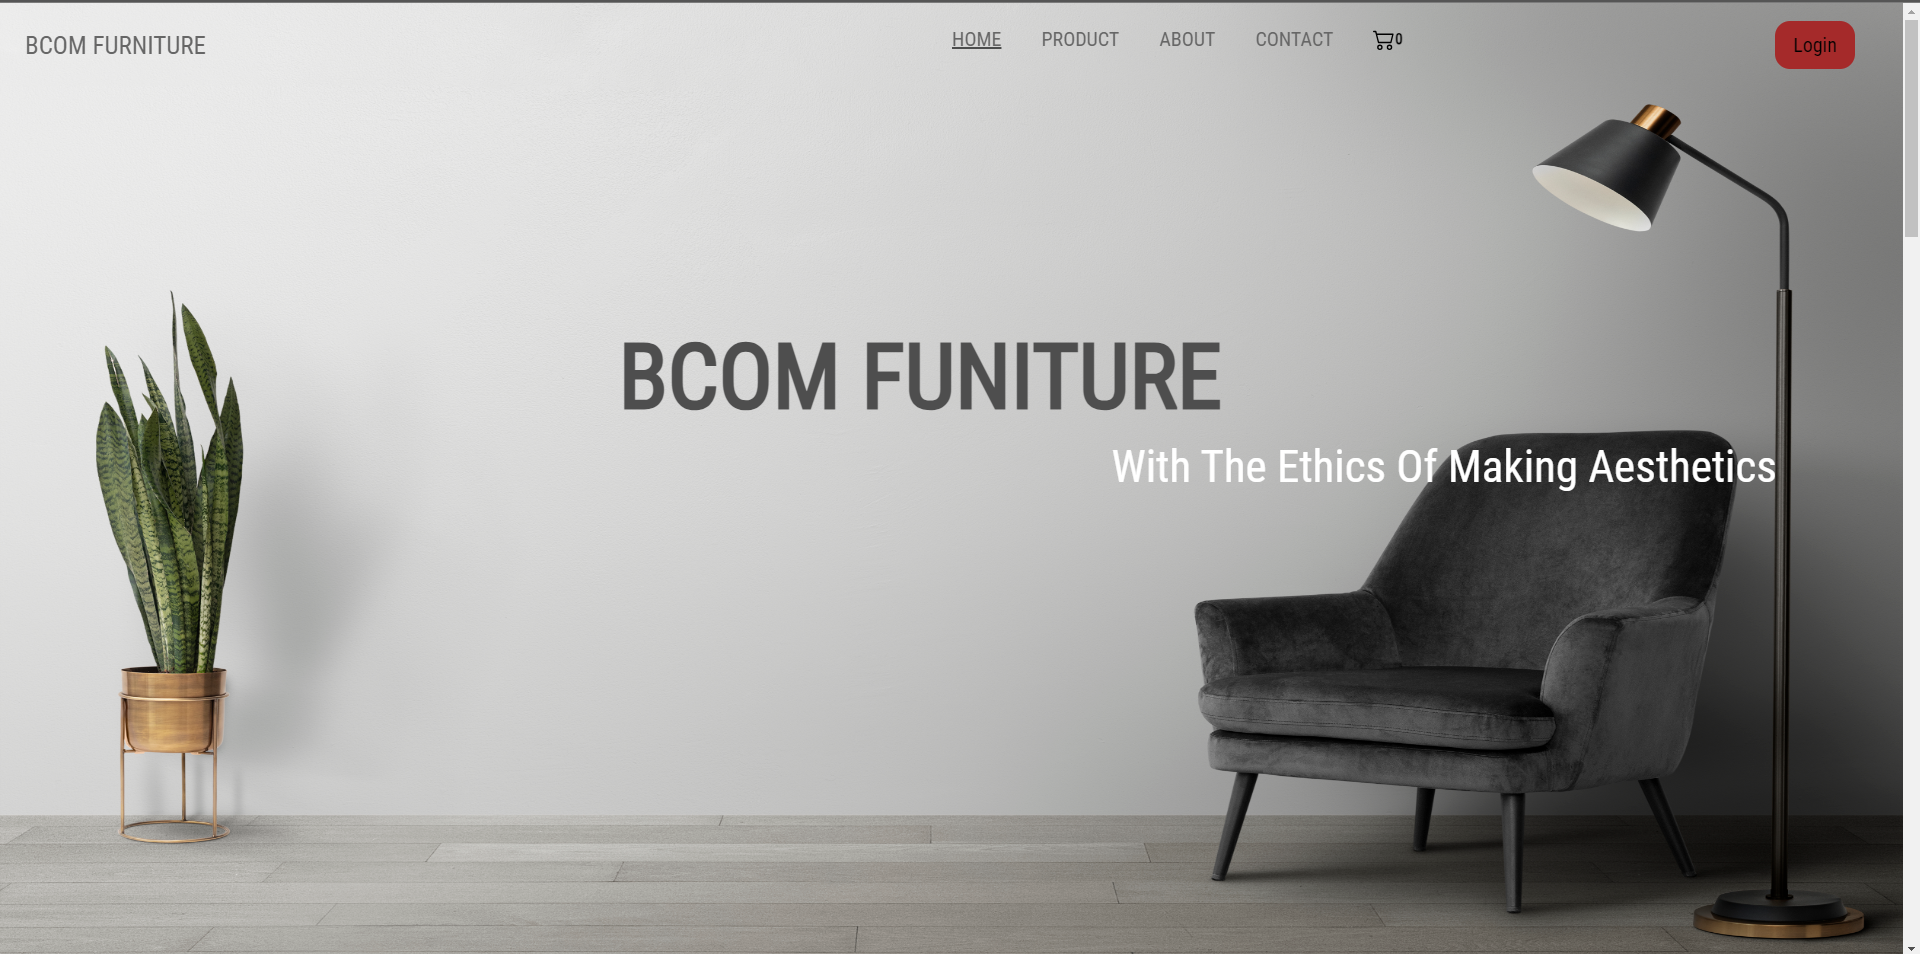 BCOM FURNITURE
HOME PRODUCT ABOUT CONTACT 0
Login
BCOM FUNITURE
With The Ethics Of Making Aesthetics